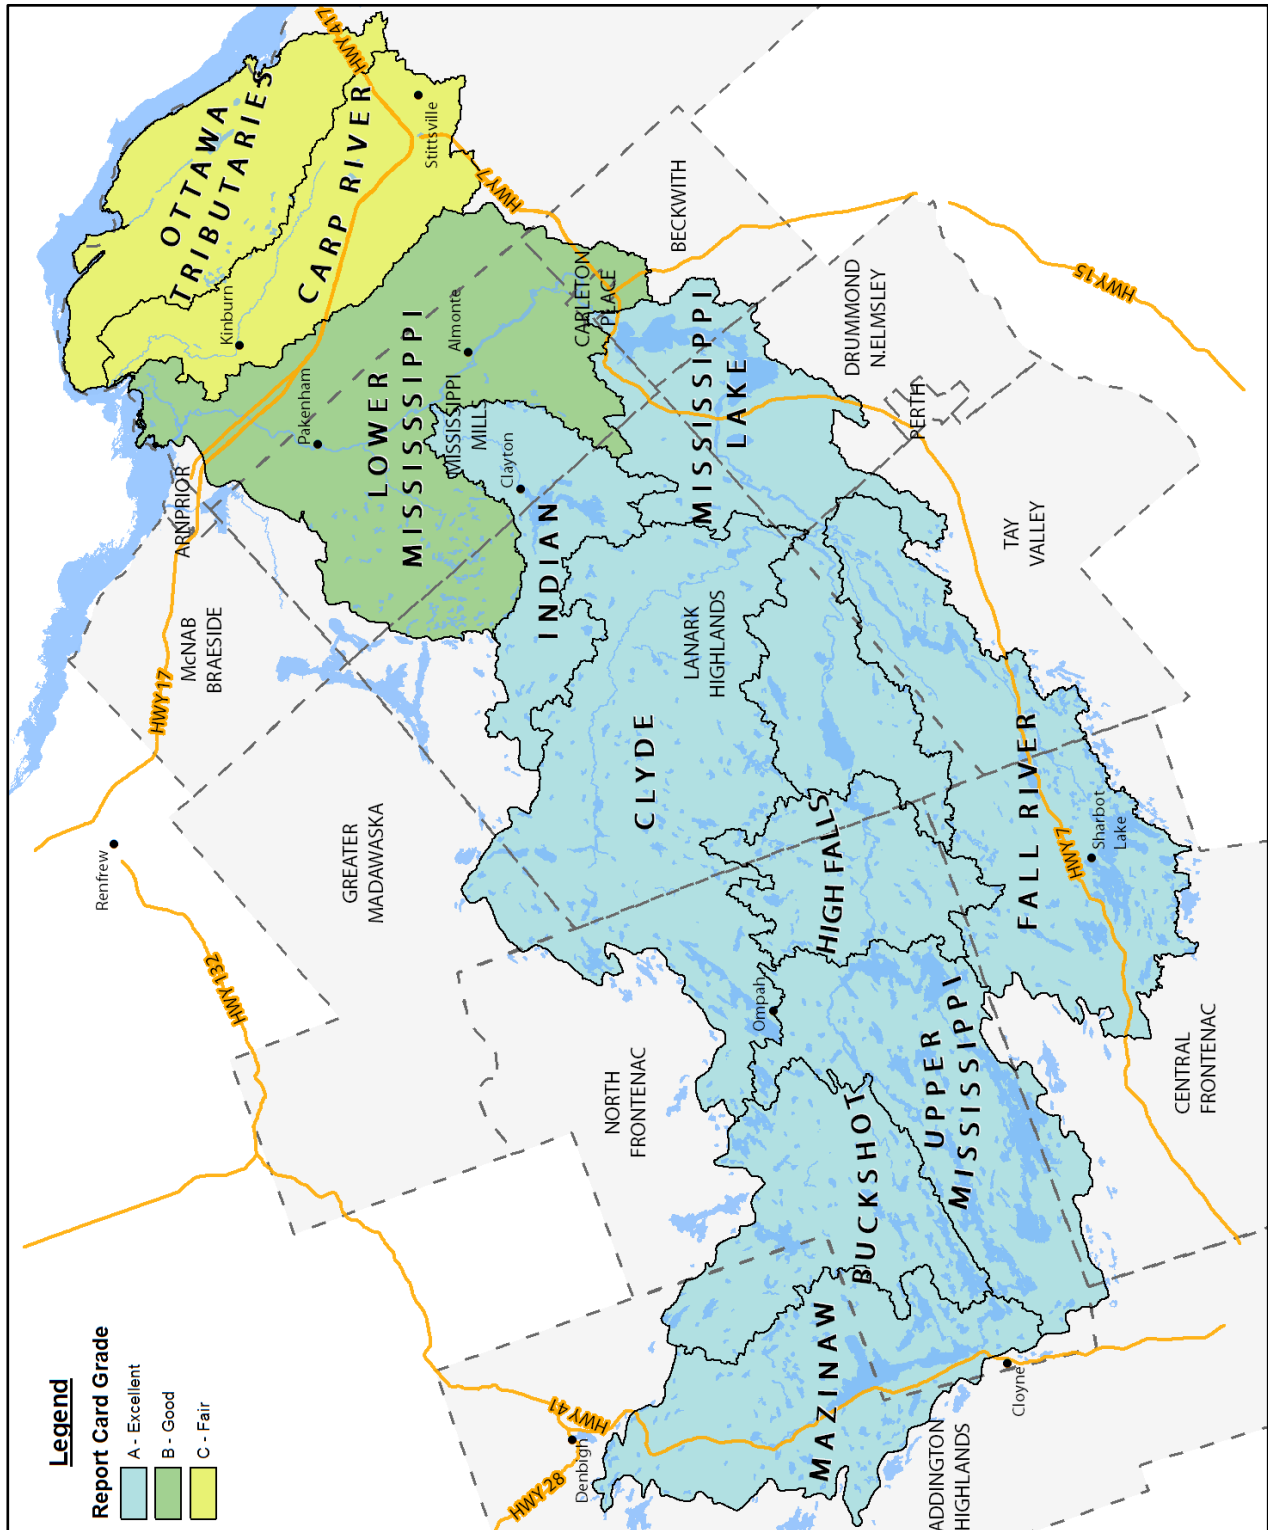 Legend
Report Card Grade
A - Excellent
B - Good
C - Fair
HWY 28
Denbigh
HWY 41
ADDINGTON
HIGHLANDS
Cloyne
MAZINAW
BUCKSHOT
UPPER
MISSISSIPPI
NORTH
FRONTENAC
CENTRAL
FRONTENAC
Ompah
HIGH FALLS
FALL RIVER
HWY 7
Sharbot
Lake
CLYDE
GREATER
MADAWASKA
HWY 132
Renfrew
HWY 17
McNAB
BRAESIDE
ARNPRIOR
LANARK
HIGHLANDS
INDIAN
Clayton
MISSISSIPPI
MILLS
LOWER
MISSISSIPPI
Pakenham
Almonte
CARLETON
PLACE
MISSISSIPPI
LAKE
TAY
VALLEY
PERTH
DRUMMOND
N.ELMSLEY
HWY 15
BECKWITH
HWY 7
Stittsville
HWY 417
CARP RIVER
Kinburn
OTTAWA
TRIBUTARIES